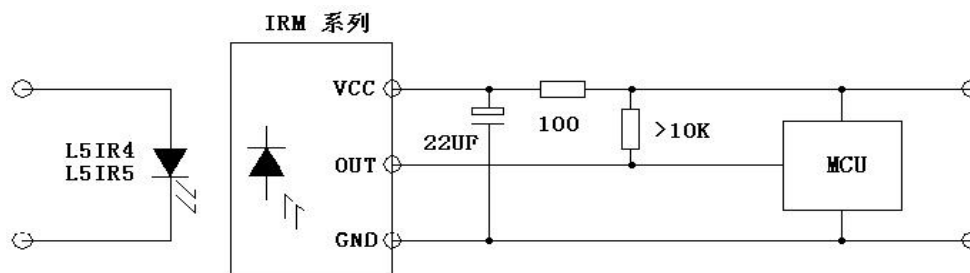 IRM 系列
VCC
100
22UF
>10K
L5IR4
L5IR5
OUT
MCU
GND